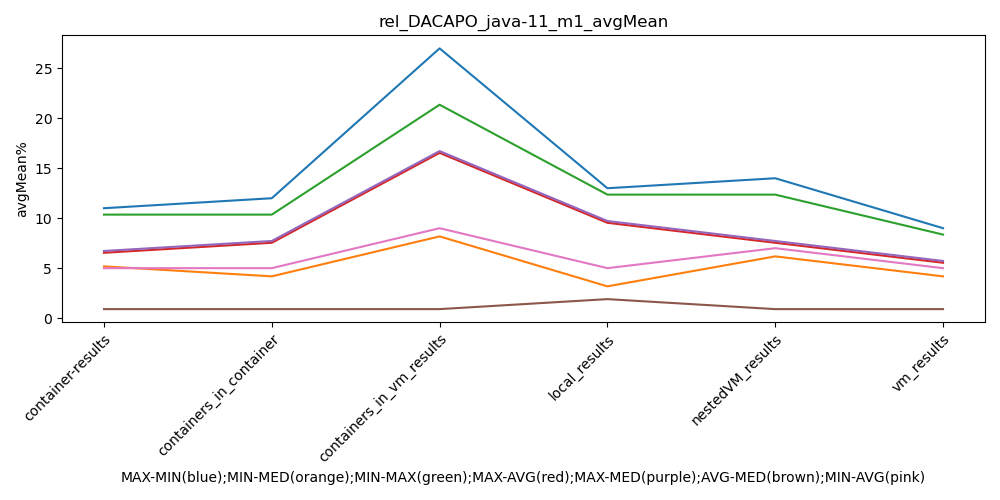 rel_DACAPO_java-11_m1_avgMean
avgMean%
25
20
15
10
5
0
container-results
containers_in_container
containers_in_vm_results
local_results
nestedVM_results
vm_results
MAX-MIN(blue);MIN-MED(orange);MIN-MAX(green);MAX-AVG(red);MAX-MED(purple);AVG-MED(brown);MIN-AVG(pink)